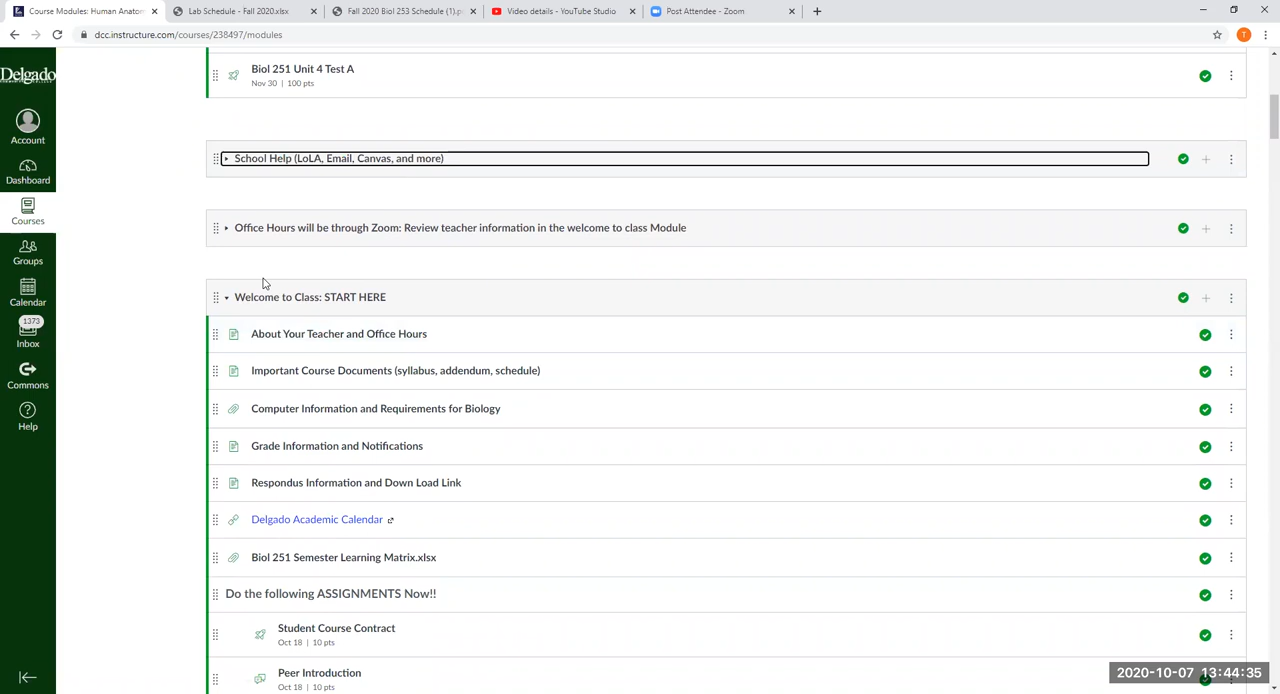 Course Modules: Human Anatom
Lab Schedule - Fall 2020.xlsx
Fall 2020 Biol 253 Schedule (1).p
Video details - YouTube Studio
Post Attendee - Zoom
dcc.instructure.com/courses/238497/modules
T
Delgado
Account
Dashboard
Courses
Groups
Calendar
1373
Inbox
Commons
Help
Biol 251 Unit 4 Test A
Nov 30 | 100 pts
School Help (LoLA, Email, Canvas, and more)
Office Hours will be through Zoom: Review teacher information in the welcome to class Module
Welcome to Class: START HERE
About Your Teacher and Office Hours
Important Course Documents (syllabus, addendum, schedule)
Computer Information and Requirements for Biology
Grade Information and Notifications
Respondus Information and Down Load Link
Delgado Academic Calendar
Biol 251 Semester Learning Matrix.xlsx
Do the following ASSIGNMENTS Now!!
Student Course Contract
Oct 18 | 10 pts
Peer Introduction
Oct 18 | 10 pts
2020-10-07 13:44:35